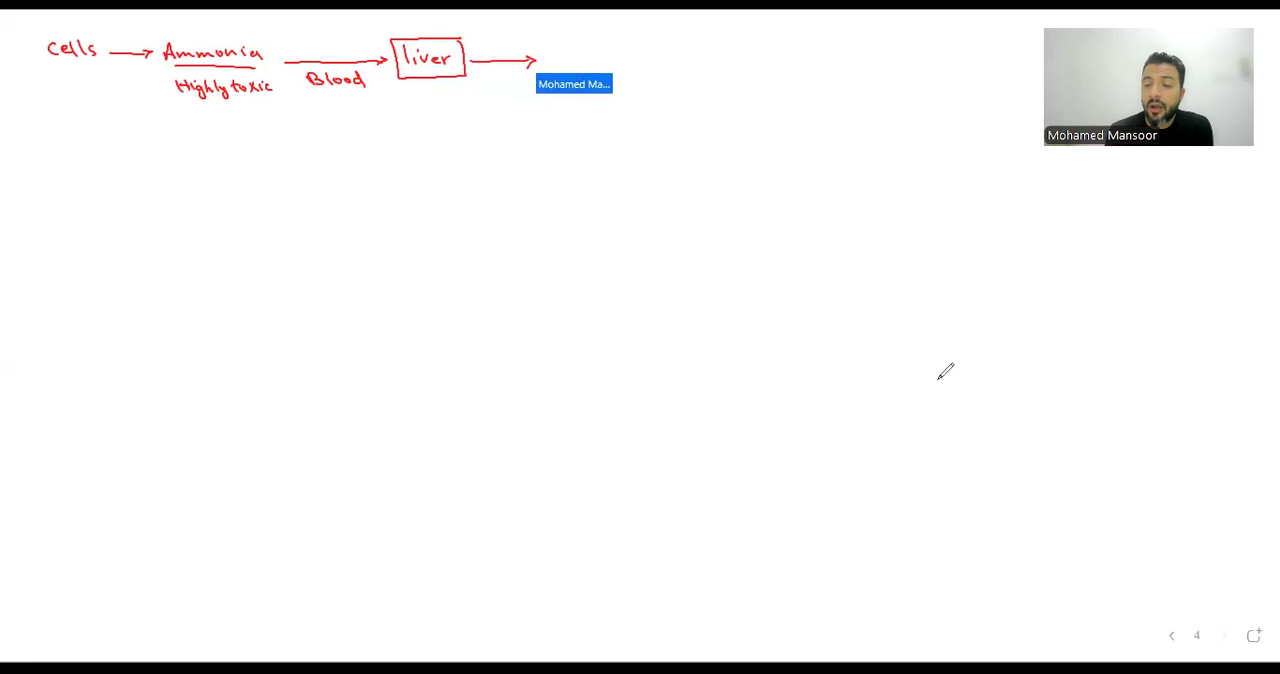 Cells → Ammonia → liver →
Highly toxic Blood
Mohamed Ma...
Mohamed Mansoor
4